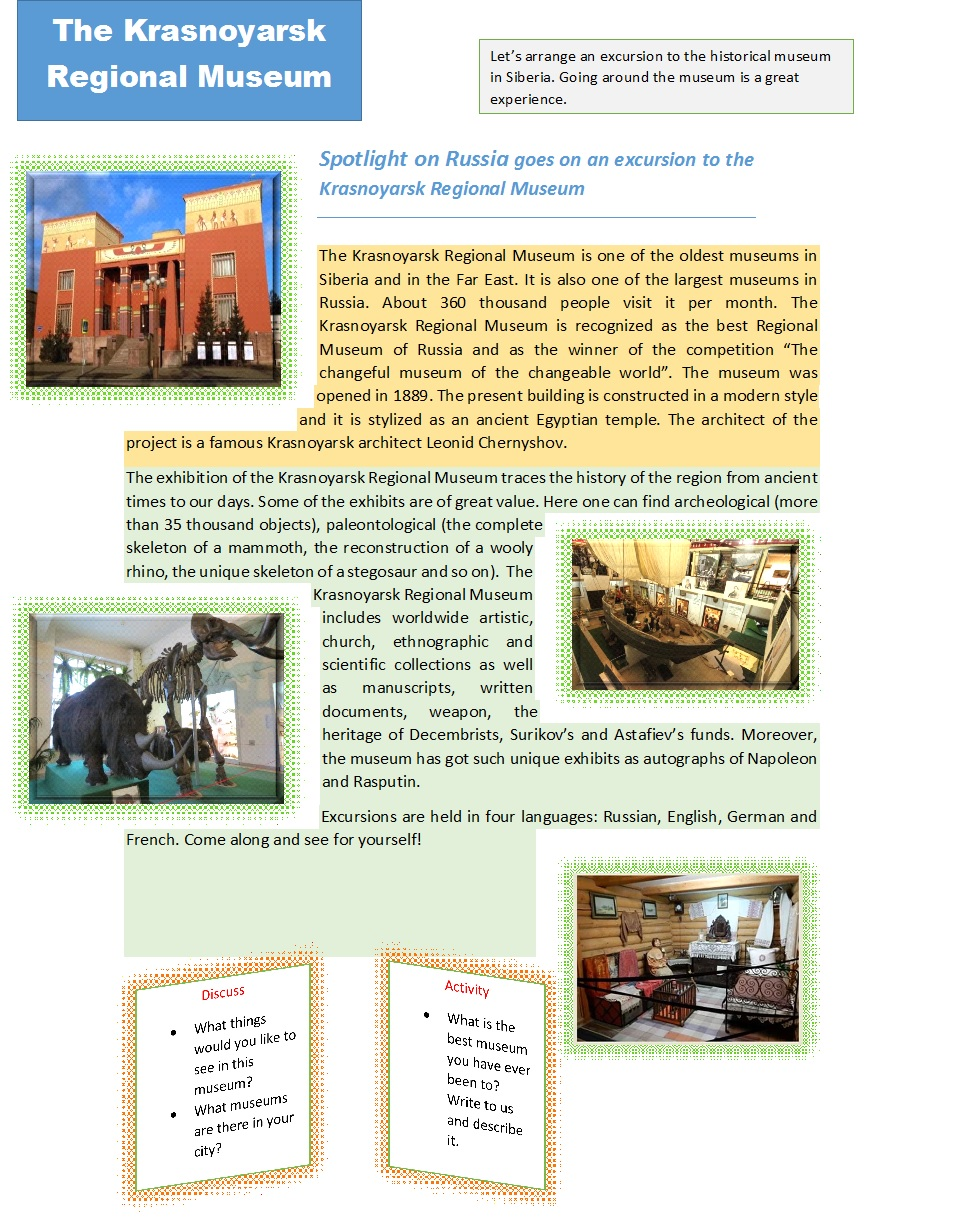 The Krasnoyarsk
Regional Museum
Let’s arrange an excursion to the historical museum
in Siberia. Going around the museum is a great
experience.
Spotlight on Russia goes on an excursion to the
Krasnoyarsk Regional Museum
The Krasnoyarsk Regional Museum is one of the oldest museums in
Siberia and in the Far East. It is also one of the largest museums in
Russia. About 360 thousand people visit it per month. The
Krasnoyarsk Regional Museum is recognized as the best Regional
Museum of Russia and as the winner of the competition “The
changeful museum of the changeable world”. The museum was
opened in 1889. The present building is constructed in a modern style
and it is stylized as an ancient Egyptian temple. The architect of the
project is a famous Krasnoyarsk architect Leonid Chernyshov.
The exhibition of the Krasnoyarsk Regional Museum traces the history of the region from ancient
times to our days. Some of the exhibits are of great value. Here one can find archeological (more
than 35 thousand objects), paleontological (the complete
skeleton of a mammoth, the reconstruction of a wooly
rhino, the unique skeleton of a stegosaur and so on). The
Krasnoyarsk Regional Museum
includes worldwide artistic,
church, ethnographic and
scientific collections as well
as manuscripts, written
documents, weapon, the
heritage of Decembrists, Surikov’s and Astafiev’s funds. Moreover,
the museum has got such unique exhibits as autographs of Napoleon
and Rasputin.
Excursions are held in four languages: Russian, English, German and
French. Come along and see for yourself!
Discuss
• What things
would you like to
see in this
museum?
• What museums
are there in your
city?
Activity
• What is the
best museum
you have ever
been to?
Write to us
and describe
it.